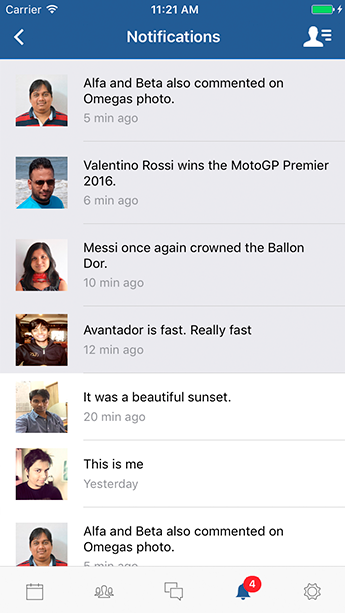 Carrier 11:21 AM
Notifications
Alfa and Beta also commented on
Omegas photo.
5 min ago
Valentino Rossi wins the MotoGP Premier
2016.
6 min ago
Messi once again crowned the Ballon
Dor.
10 min ago
Avantador is fast. Really fast
12 min ago
It was a beautiful sunset.
20 min ago
This is me
Yesterday
Alfa and Beta also commented on
Omegas photo.
5 min ago
4